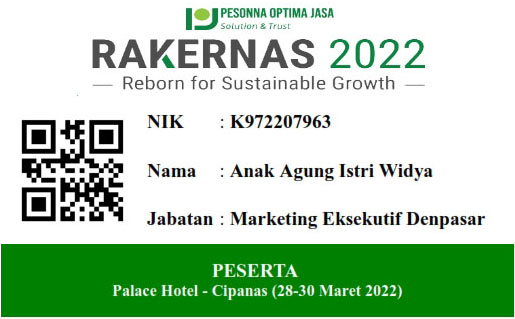 PESONNA OPTIMA JASA
Solution & Trust
RAKERNAS 2022
Reborn for Sustainable Growth
NIK : K972207963
Nama : Anak Agung Istri Widya
Jabatan : Marketing Eksekutif Denpasar
PESERTA
Palace Hotel - Cipanas (28-30 Maret 2022)